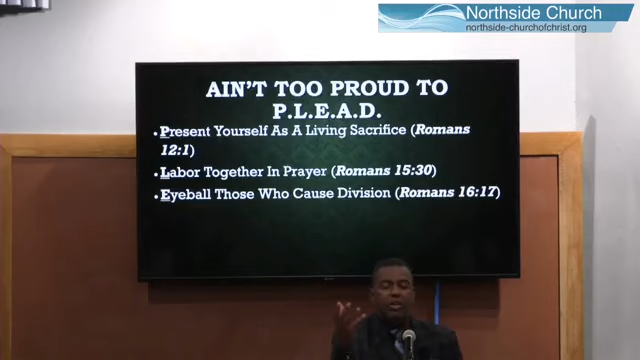 Northside Church
northside-churchofchrist.org
AIN'T TOO PROUD TO
P.L.E.A.D.
• Present Yourself As A Living Sacrifice (Romans
12:1)
• Labor Together In Prayer (Romans 15:30)
• Eyeball Those Who Cause Division (Romans 16:17)